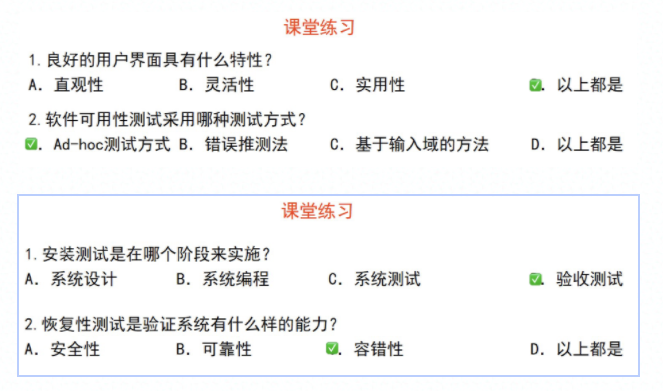 课堂练习
1. 良好的用户界面具有什么特性?
A. 直观性 B. 灵活性 C. 实用性 ✅. 以上都是
2. 软件可用性测试采用哪种测试方式?
✅. Ad-hoc测试方式 B. 错误推测法 C. 基于输入域的方法 D. 以上都是
课堂练习
1. 安装测试是在哪个阶段来实施?
A. 系统设计 B. 系统编程 C. 系统测试 ✅. 验收测试
2. 恢复性测试是验证系统有什么样的能力?
A. 安全性 B. 可靠性 ✅. 容错性 D. 以上都是